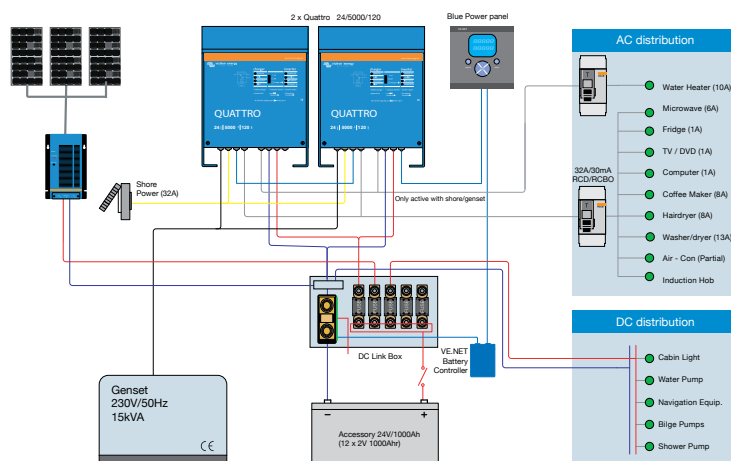 2 x Quattro 24/5000/120
Blue Power panel
AC distribution
QUATTRO
QUATTRO
Water Heater (10A)
Microwave (6A)
Fridge (1A)
TV / DVD (1A)
Computer (1A)
Coffee Maker (8A)
Hairdryer (8A)
Washer/dryer (13A)
Air - Con (Partial)
Induction Hob
32A/30mA
RCD/RCBO
Shore
Power (32A)
Only active with shore/genset
DC Link Box
VE.NET
Battery
Controller
DC distribution
Cabin Light
Water Pump
Navigation Equip.
Bilge Pumps
Shower Pump
Genset
230V/50Hz
15kVA
CE
− +
Accessory 24V/1000Ah
(12 x 2V 1000Ahr)